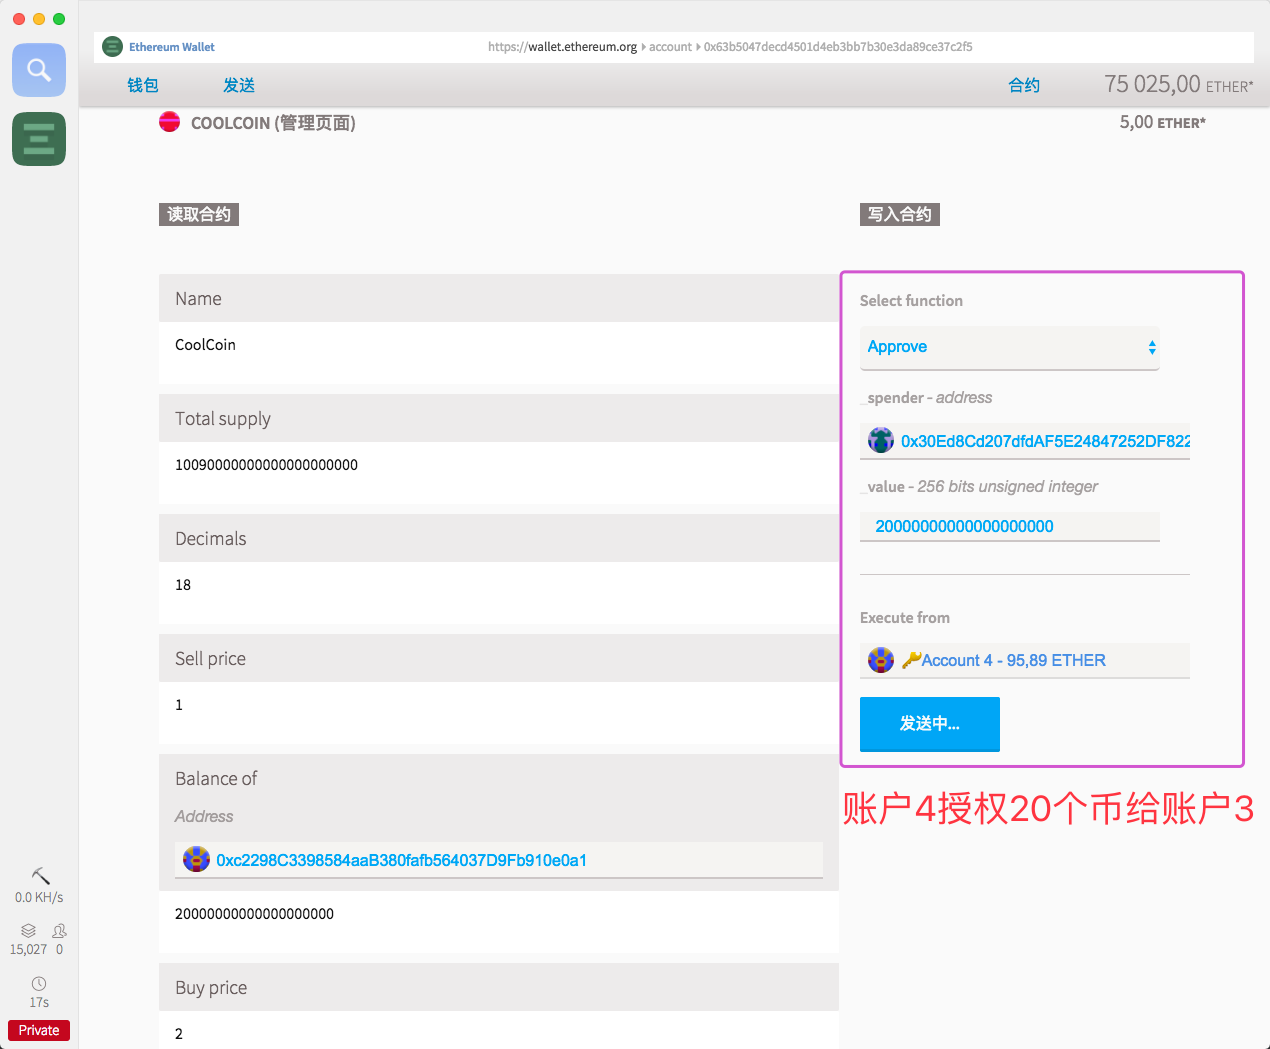 Ethereum Wallet
https://wallet.ethereum.org ▸ account ▸ 0x63b5047decd4501d4eb3bb7b30e3da89ce37c2f5
钱包 发送 合约 75 025,00 ETHER*
COOLCOIN (管理页面) 5,00 ETHER*
读取合约
Name
CoolCoin
Total supply
10090000000000000000000
Decimals
18
Sell price
1
Balance of
Address
0xc2298C3398584aaB380fafb564037D9Fb910e0a1
20000000000000000000
Buy price
2
写入合约
Select function
Approve
_spender - address
0x30Ed8Cd207dfdAF5E24847252DF822
_value - 256 bits unsigned integer
20000000000000000000
Execute from
Account 4 - 95,89 ETHER
发送中...
账户4授权20个币给账户3
0.0 KH/s
15,027 0
17s
Private